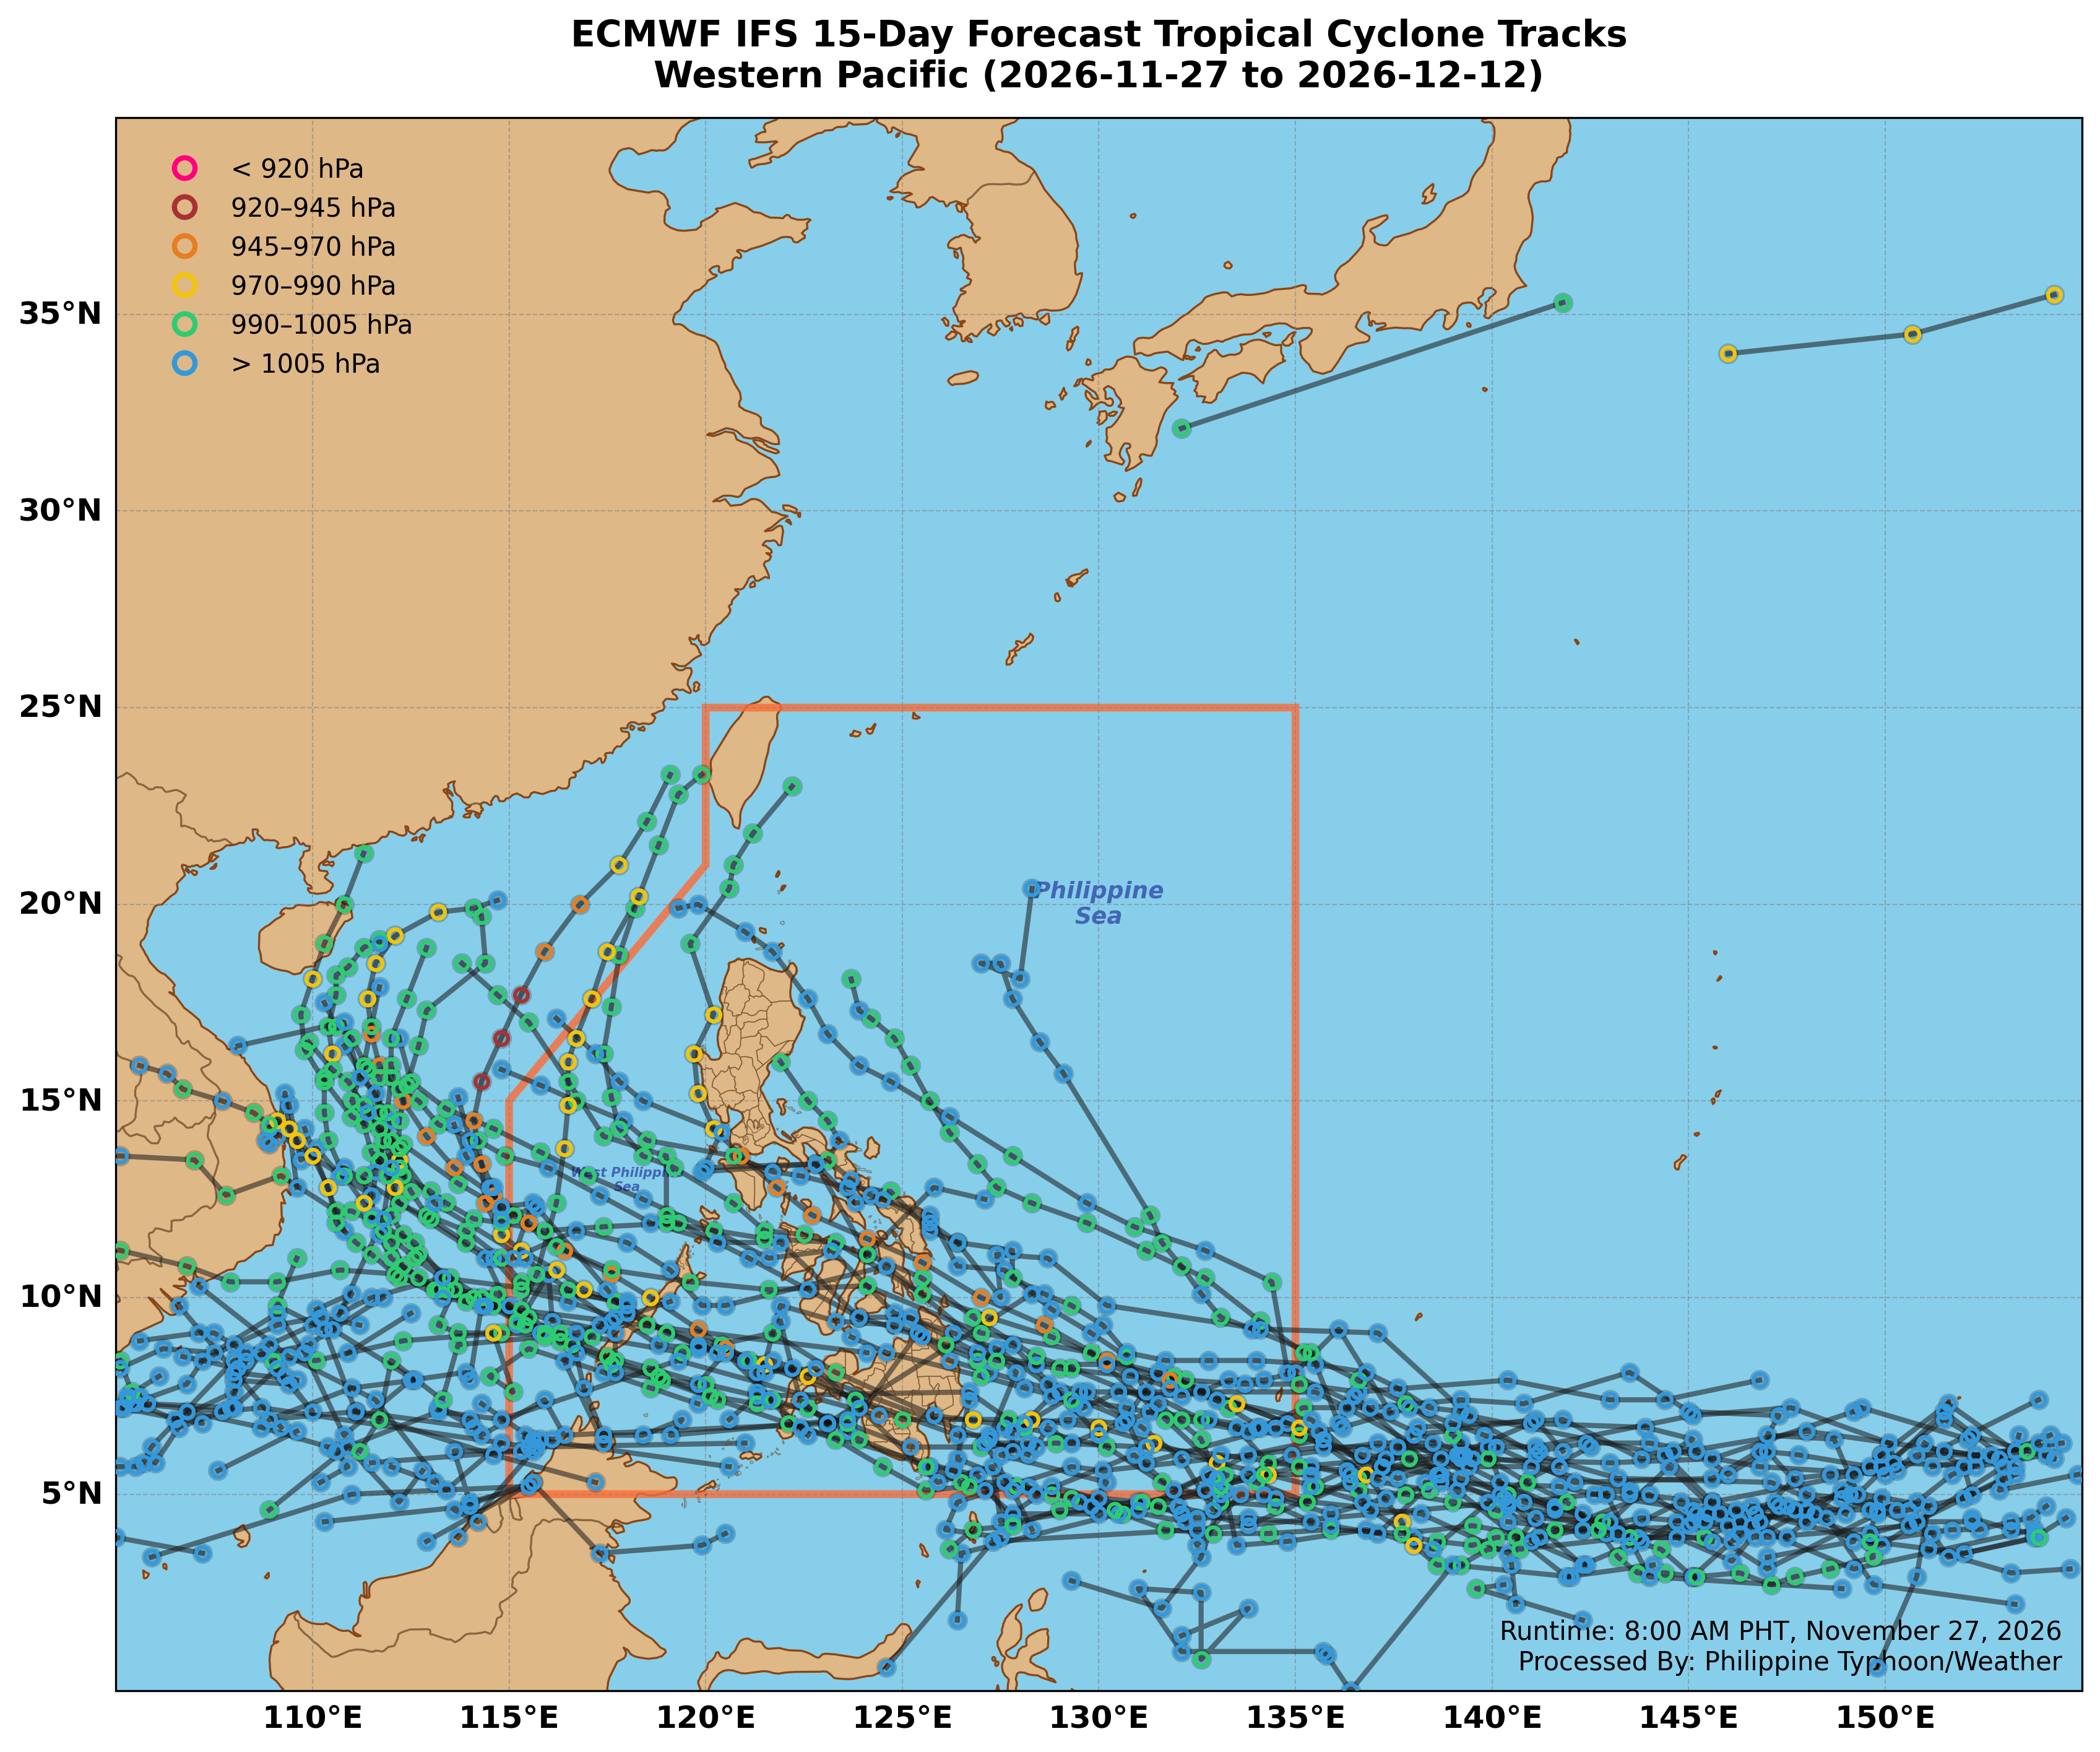 ECMWF IFS 15-Day Forecast Tropical Cyclone Tracks
Western Pacific (2026-11-27 to 2026-12-12)
< 920 hPa
920–945 hPa
945–970 hPa
970–990 hPa
990–1005 hPa
> 1005 hPa
35°N
30°N
25°N
20°N
15°N
10°N
5°N
Philippine
Sea
West Philippine
Sea
Runtime: 8:00 AM PHT, November 27, 2026
Processed By: Philippine Typhoon/Weather
110°E
115°E
120°E
125°E
130°E
135°E
140°E
145°E
150°E